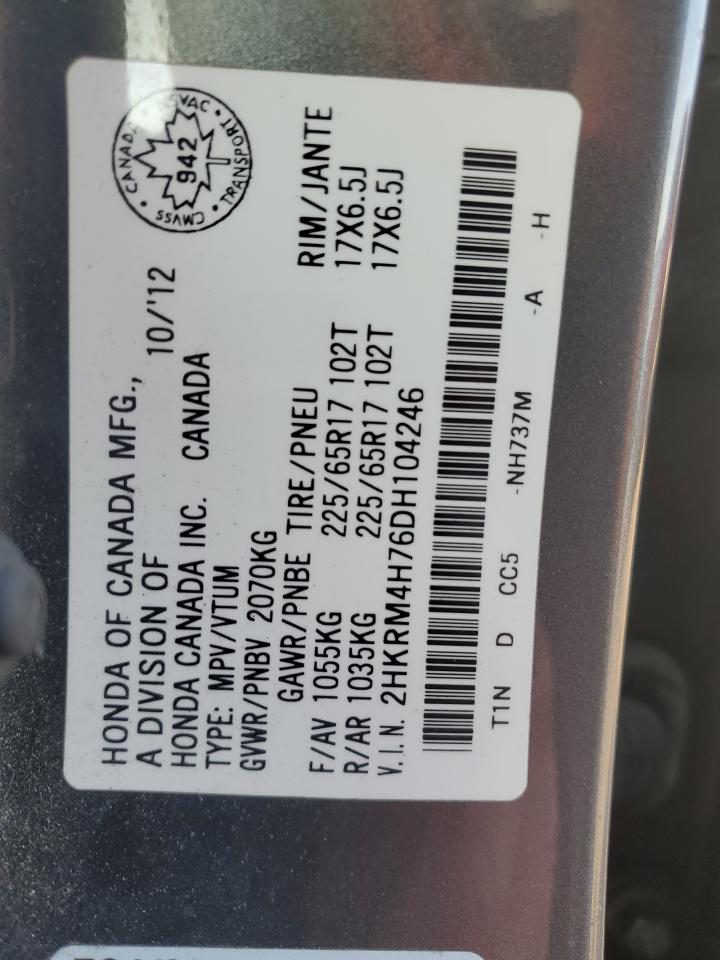 HONDA OF CANADA MFG., 10/'12
A DIVISION OF
HONDA CANADA INC. CANADA
TYPE: MPV/VTUM
GVWR/PNBV 2070KG
GAWR/PNBE TIRE/PNEU RIM/JANTE
F/AV 1055KG 225/65R17 102T 17X6.5J
R/AR 1035KG 225/65R17 102T 17X6.5J
V.I.N. 2HKRM4H76DH104246
T1N D CC5 -NH737M -A -H
CANADA
TRANSPORT
CMVSS
942